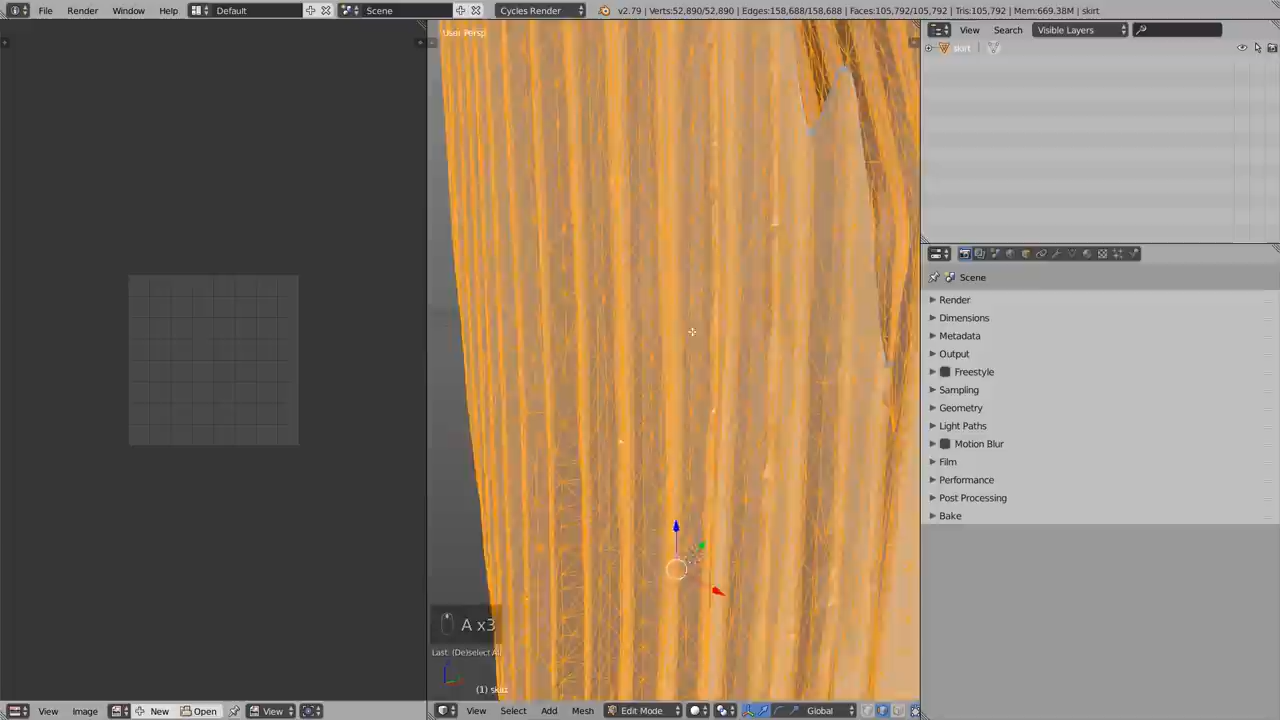 File Render Window Help Default Scene Cycles Render v2.79 | Verts:52,890/52,890 | Edges:158,688/158,688 | Faces:105,792/105,792 | Tris:105,792 | Mem:669.38M | skirt
User Persp
View Search Visible Layers
skirt
Scene
Render
Dimensions
Metadata
Output
Freestyle
Sampling
Geometry
Light Paths
Motion Blur
Film
Performance
Post Processing
Bake
A x3
Last: (De)select All
(1) skirt
View Image New Open View
View Select Add Mesh Edit Mode Global